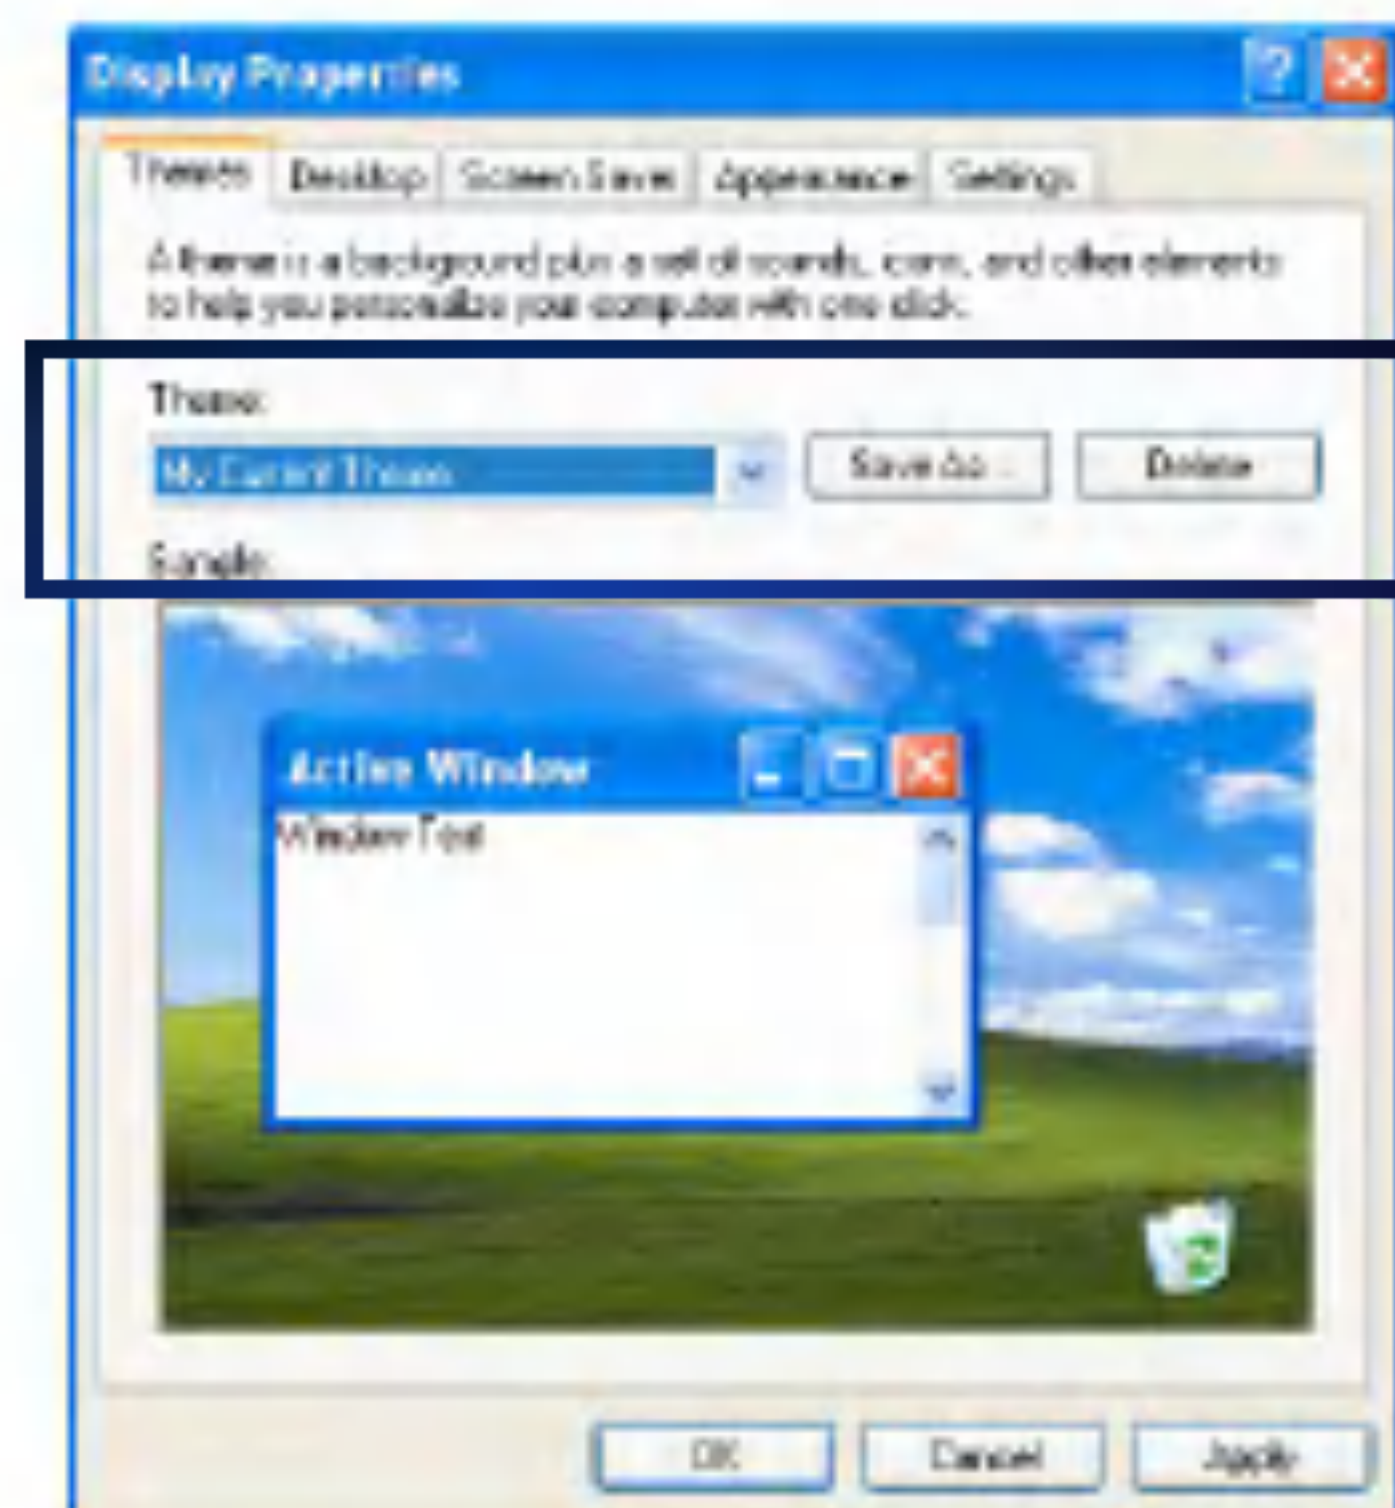 Display Properties
Themes Desktop Screen Saver Appearance Settings
A theme is a background plus a set of sounds, icons, and other elements
to help you personalize your computer with one click.
Theme:
My Current Theme
Save As...
Delete
Sample:
Active Window
Window Text
OK
Cancel
Apply